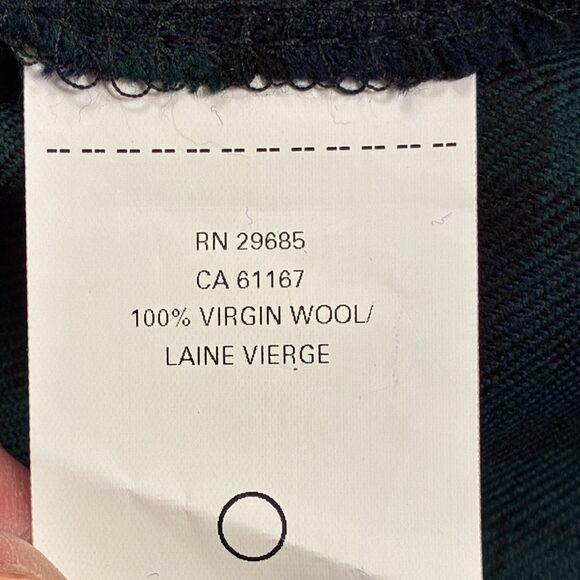 RN 29685
CA 61167
100% VIRGIN WOOL/
LAINE VIERGE